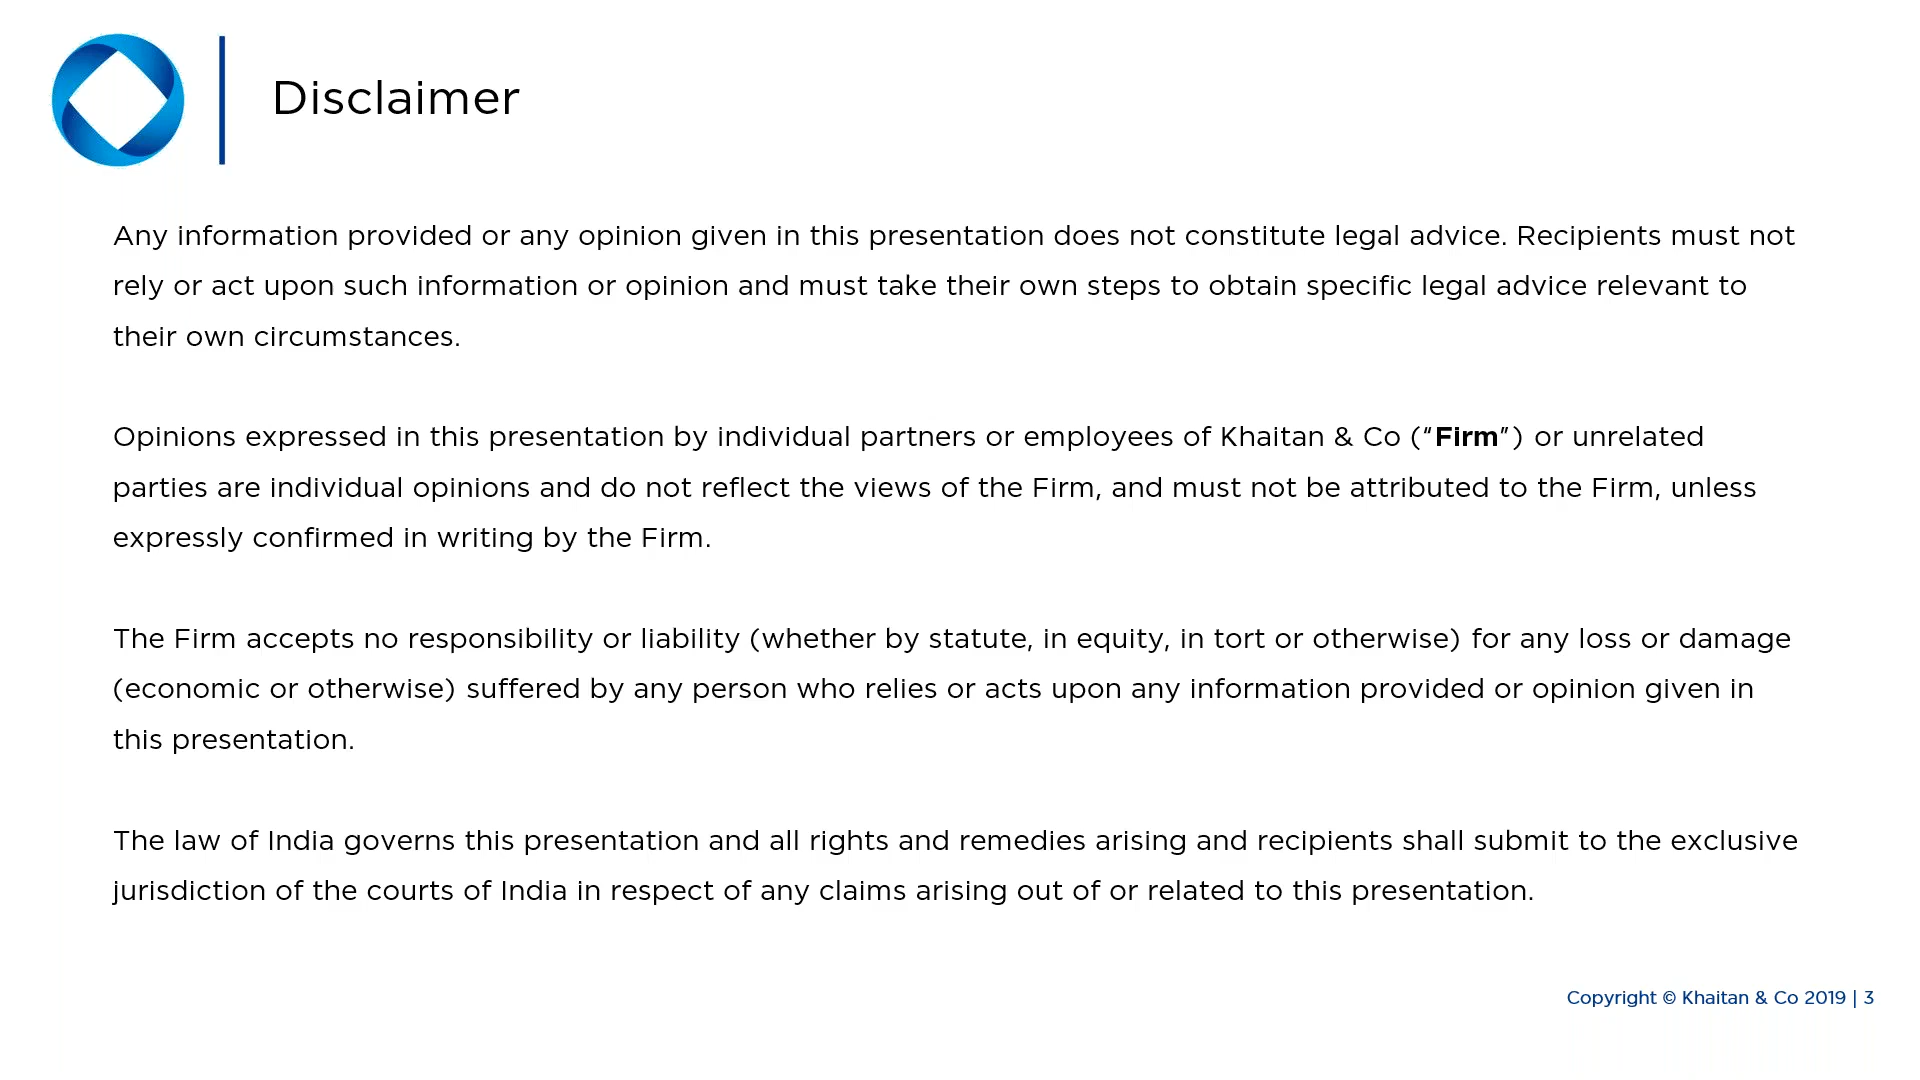 Disclaimer
Any information provided or any opinion given in this presentation does not constitute legal advice. Recipients must not
rely or act upon such information or opinion and must take their own steps to obtain specific legal advice relevant to
their own circumstances.
Opinions expressed in this presentation by individual partners or employees of Khaitan & Co (“Firm”) or unrelated
parties are individual opinions and do not reflect the views of the Firm, and must not be attributed to the Firm, unless
expressly confirmed in writing by the Firm.
The Firm accepts no responsibility or liability (whether by statute, in equity, in tort or otherwise) for any loss or damage
(economic or otherwise) suffered by any person who relies or acts upon any information provided or opinion given in
this presentation.
The law of India governs this presentation and all rights and remedies arising and recipients shall submit to the exclusive
jurisdiction of the courts of India in respect of any claims arising out of or related to this presentation.
Copyright © Khaitan & Co 2019 | 3